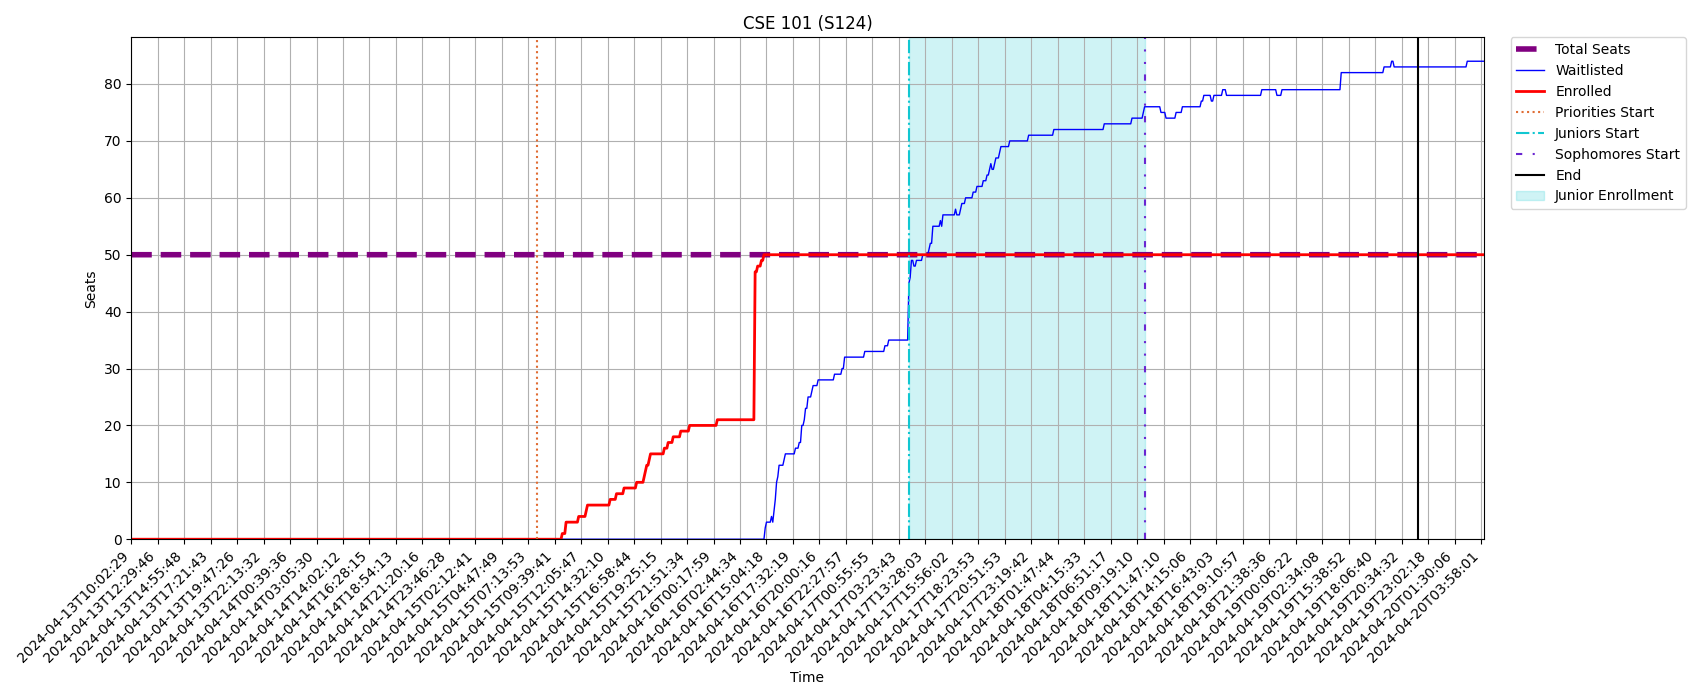 CSE 101 (S124)
Total Seats
Waitlisted
Enrolled
Priorities Start
Juniors Start
Sophomores Start
End
Junior Enrollment
Seats
80
70
60
50
40
30
20
10
0
2024-04-13T10:02:29
2024-04-13T12:29:46
2024-04-13T14:55:48
2024-04-13T17:21:43
2024-04-13T19:47:26
2024-04-13T22:13:32
2024-04-14T00:39:36
2024-04-14T03:05:30
2024-04-14T14:02:12
2024-04-14T16:28:15
2024-04-14T18:54:13
2024-04-14T21:20:16
2024-04-14T23:46:28
2024-04-15T02:12:41
2024-04-15T04:47:49
2024-04-15T07:13:53
2024-04-15T09:39:41
2024-04-15T12:05:47
2024-04-15T14:32:10
2024-04-15T16:58:44
2024-04-15T19:25:15
2024-04-15T21:51:34
2024-04-16T00:17:59
2024-04-16T02:44:34
2024-04-16T15:04:18
2024-04-16T17:32:19
2024-04-16T20:00:16
2024-04-16T22:27:57
2024-04-17T00:55:55
2024-04-17T03:23:43
2024-04-17T13:28:03
2024-04-17T15:56:02
2024-04-17T18:23:53
2024-04-17T20:51:53
2024-04-17T23:19:42
2024-04-18T01:47:44
2024-04-18T04:15:33
2024-04-18T06:51:17
2024-04-18T09:19:10
2024-04-18T11:47:10
2024-04-18T14:15:06
2024-04-18T16:43:03
2024-04-18T19:10:57
2024-04-18T21:38:36
2024-04-19T00:06:22
2024-04-19T02:34:08
2024-04-19T15:38:52
2024-04-19T18:06:40
2024-04-19T20:34:32
2024-04-19T23:02:18
2024-04-20T01:30:06
2024-04-20T03:58:01
Time